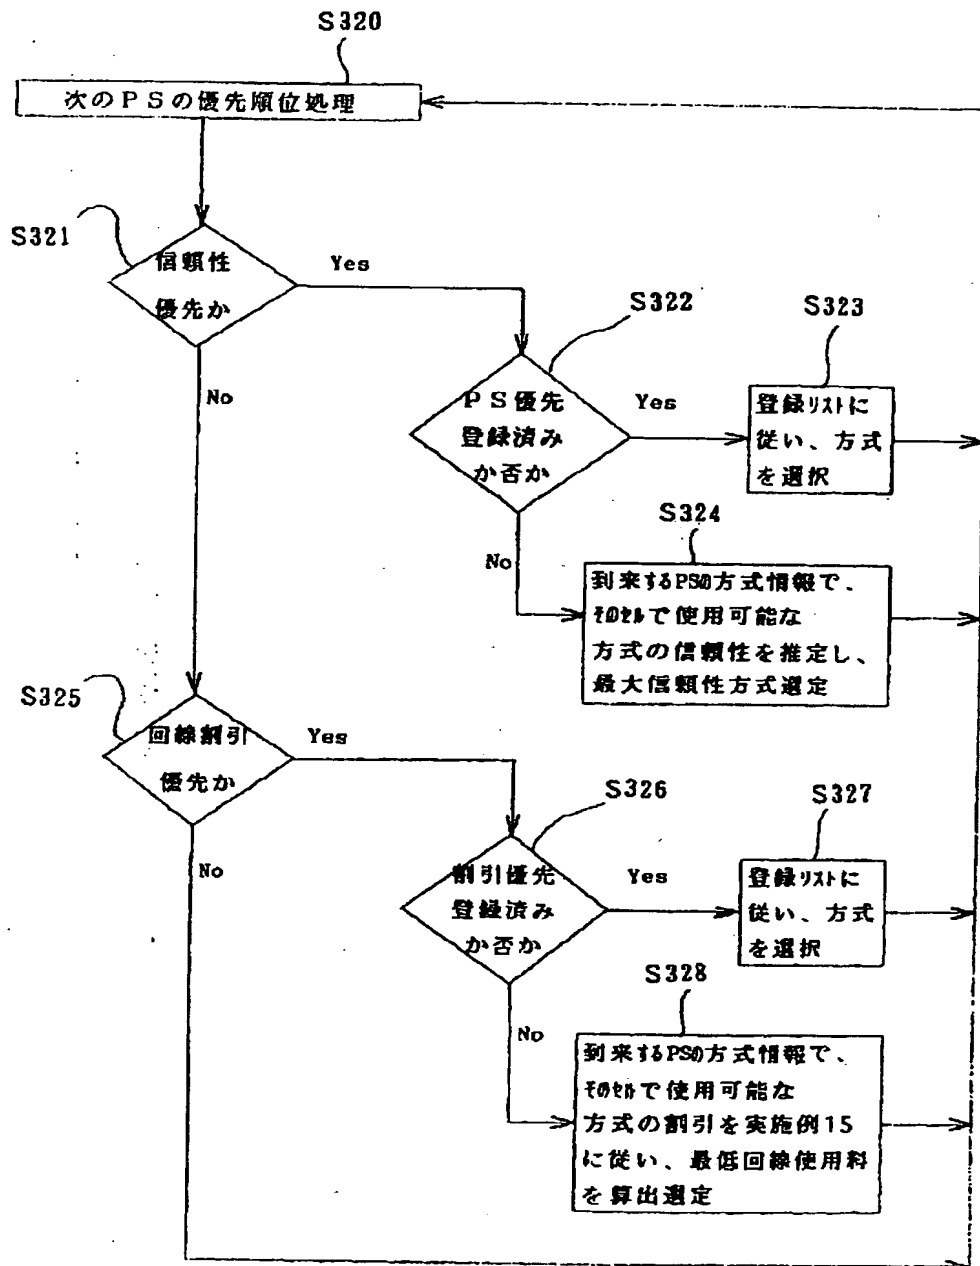 S320
次のPSの優先順位処理
S321
信頼性
優先か
Yes
No
S322
PS優先
登録済み
か否か
Yes
No
S323
登録リストに
従い、方式
を選択
S324
到来するPSの方式情報で、
そのセルで使用可能な
方式の信頼性を推定し、
最大信頼性方式選定
S325
回線割引
優先か
Yes
No
S326
割引優先
登録済み
か否か
Yes
No
S327
登録リストに
従い、方式
を選択
S328
到来するPSの方式情報で、
そのセルで使用可能な
方式の割引を実施例15
に従い、最低回線使用料
を算出選定